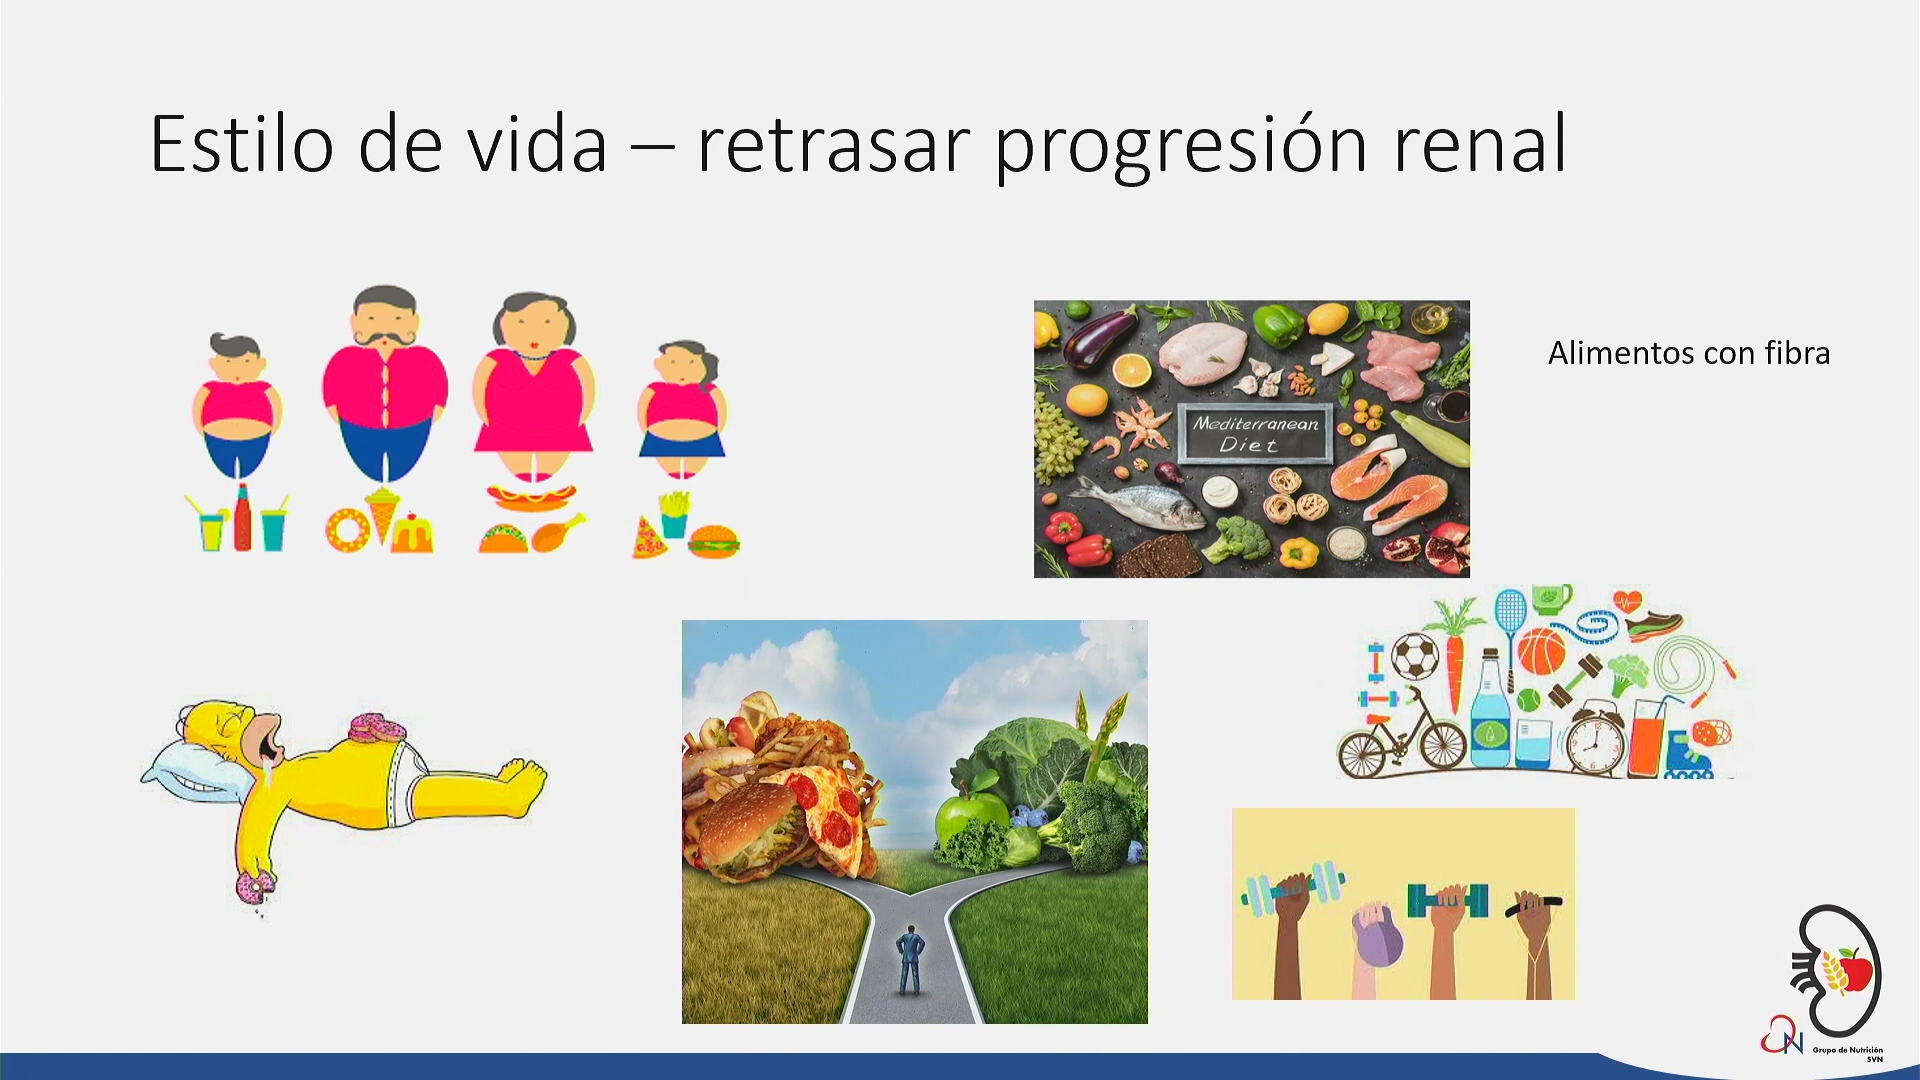 Estilo de vida – retrasar progresión renal
Mediterranean
Diet
Alimentos con fibra
N
Grupo de Nutrición
SVN